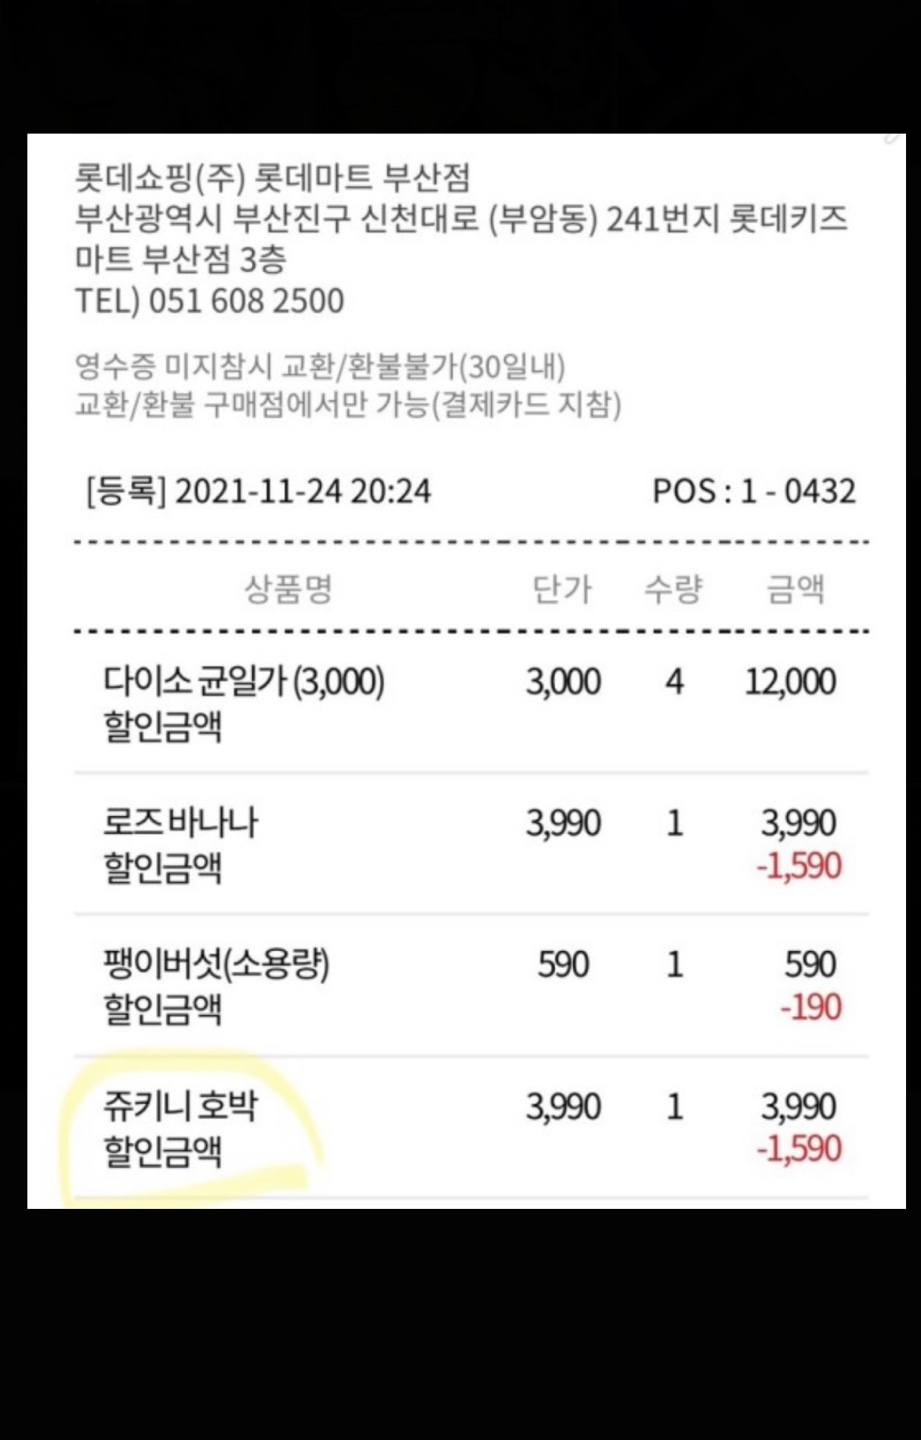 롯데쇼핑(주) 롯데마트 부산점
부산광역시 부산진구 신천대로 (부암동) 241번지 롯데키즈
마트 부산점 3층
TEL) 051 608 2500
영수증 미지참시 교환/환불불가(30일내)
교환/환불 구매점에서만 가능(결제카드 지참)
[등록] 2021-11-24 20:24 POS : 1 - 0432
상품명 단가 수량 금액
다이소 균일가 (3,000) 3,000 4 12,000
할인금액
로즈 바나나 3,990 1 3,990
할인금액 -1,590
팽이버섯(소용량) 590 1 590
할인금액 -190
쥬키니 호박 3,990 1 3,990
할인금액 -1,590